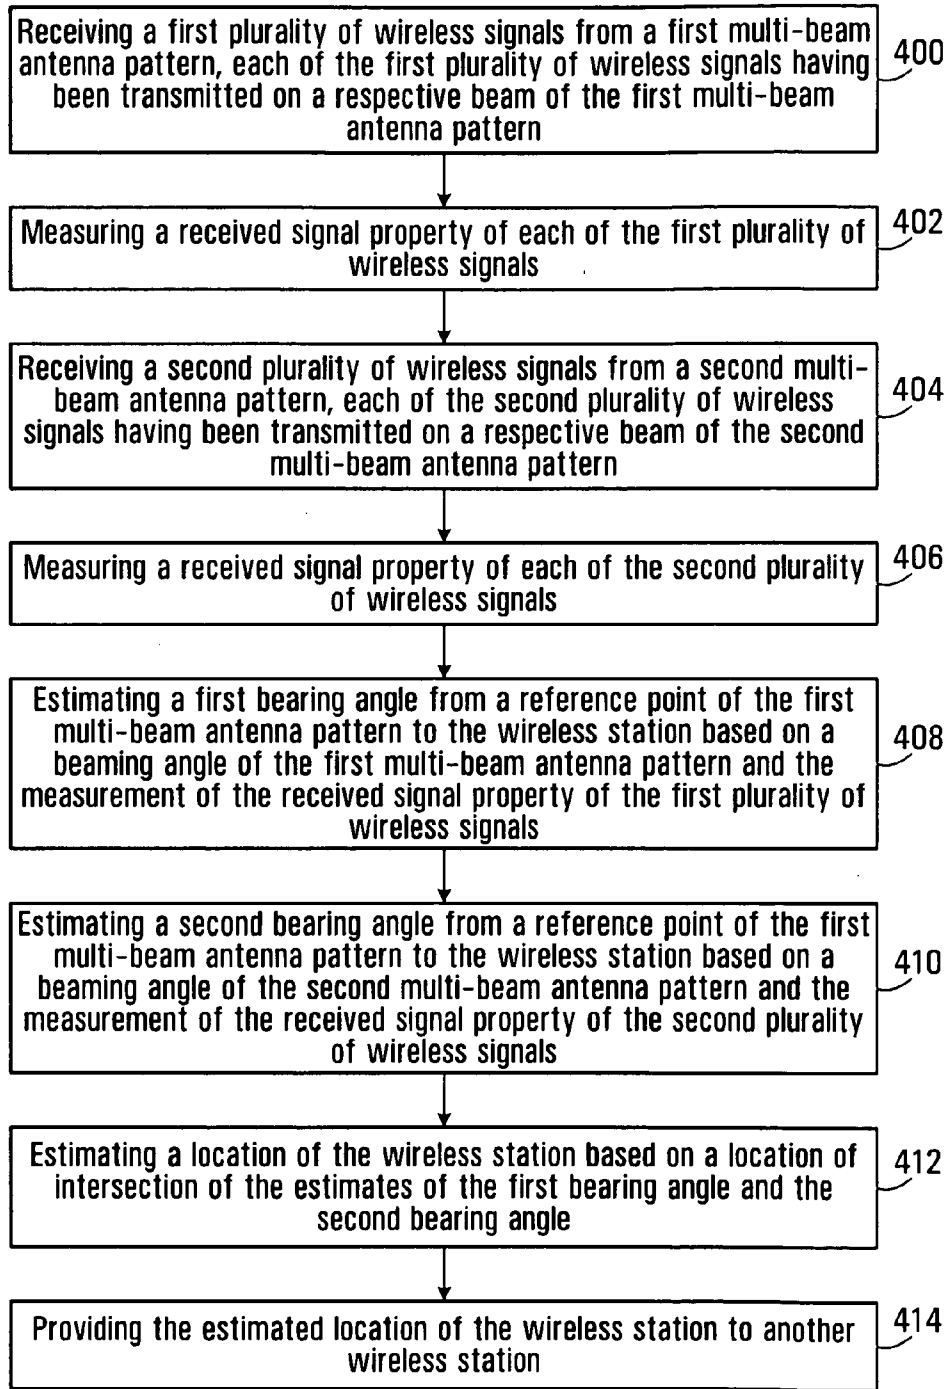 Receiving a first plurality of wireless signals from a first multi-beam
antenna pattern, each of the first plurality of wireless signals having
been transmitted on a respective beam of the first multi-beam
antenna pattern
400
Measuring a received signal property of each of the first plurality of
wireless signals
402
Receiving a second plurality of wireless signals from a second multi-
beam antenna pattern, each of the second plurality of wireless
signals having been transmitted on a respective beam of the second
multi-beam antenna pattern
404
Measuring a received signal property of each of the second plurality
of wireless signals
406
Estimating a first bearing angle from a reference point of the first
multi-beam antenna pattern to the wireless station based on a
beaming angle of the first multi-beam antenna pattern and the
measurement of the received signal property of the first plurality of
wireless signals
408
Estimating a second bearing angle from a reference point of the first
multi-beam antenna pattern to the wireless station based on a
beaming angle of the second multi-beam antenna pattern and the
measurement of the received signal property of the second plurality
of wireless signals
410
Estimating a location of the wireless station based on a location of
intersection of the estimates of the first bearing angle and the
second bearing angle
412
Providing the estimated location of the wireless station to another
wireless station
414